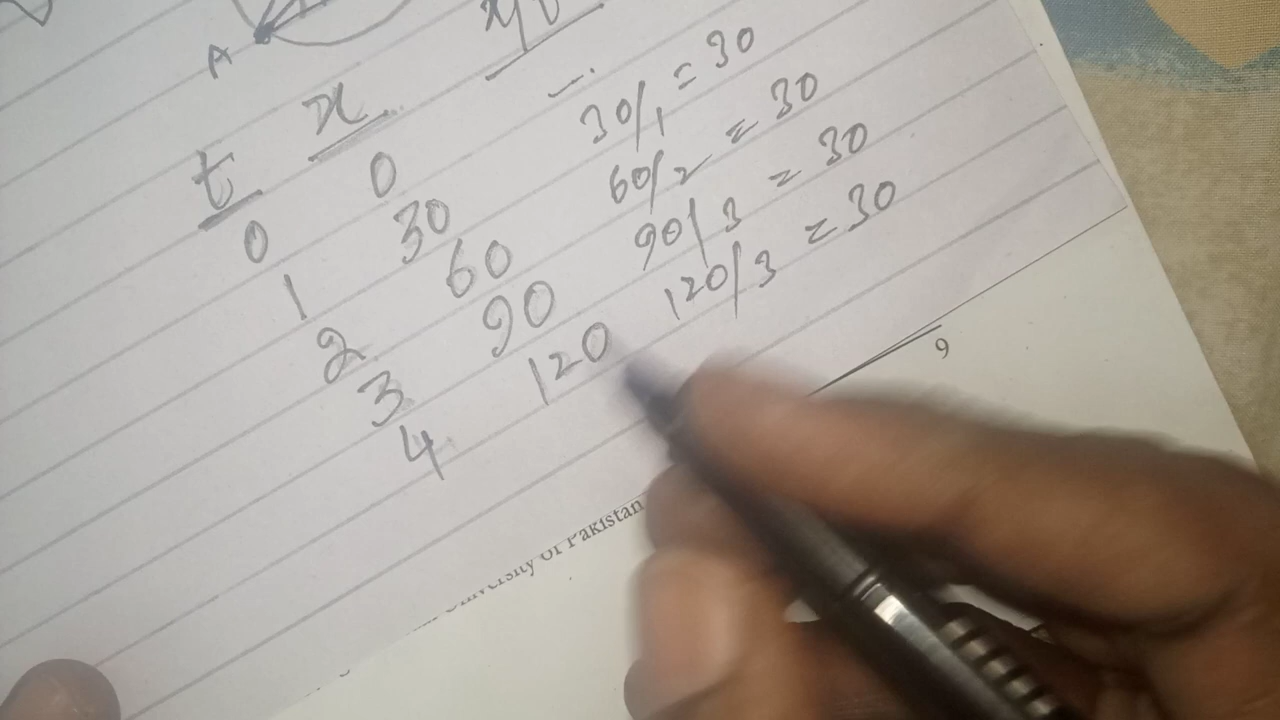 A
t x
0 0
1 30 30/1 = 30
2 60 60/2 = 30
3 90 90/3 = 30
4 120 120/3 = 30
9
of Pakistan